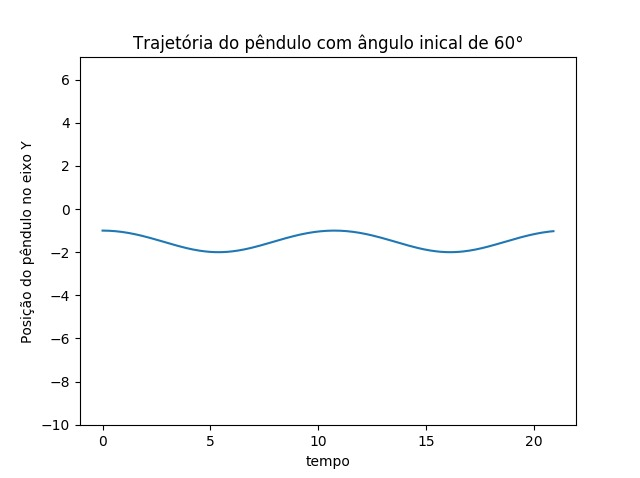 Trajetória do pêndulo com ângulo inical de 60°
6
4
2
0
−2
−4
−6
−8
−10
Posição do pêndulo no eixo Y
0 5 10 15 20
tempo